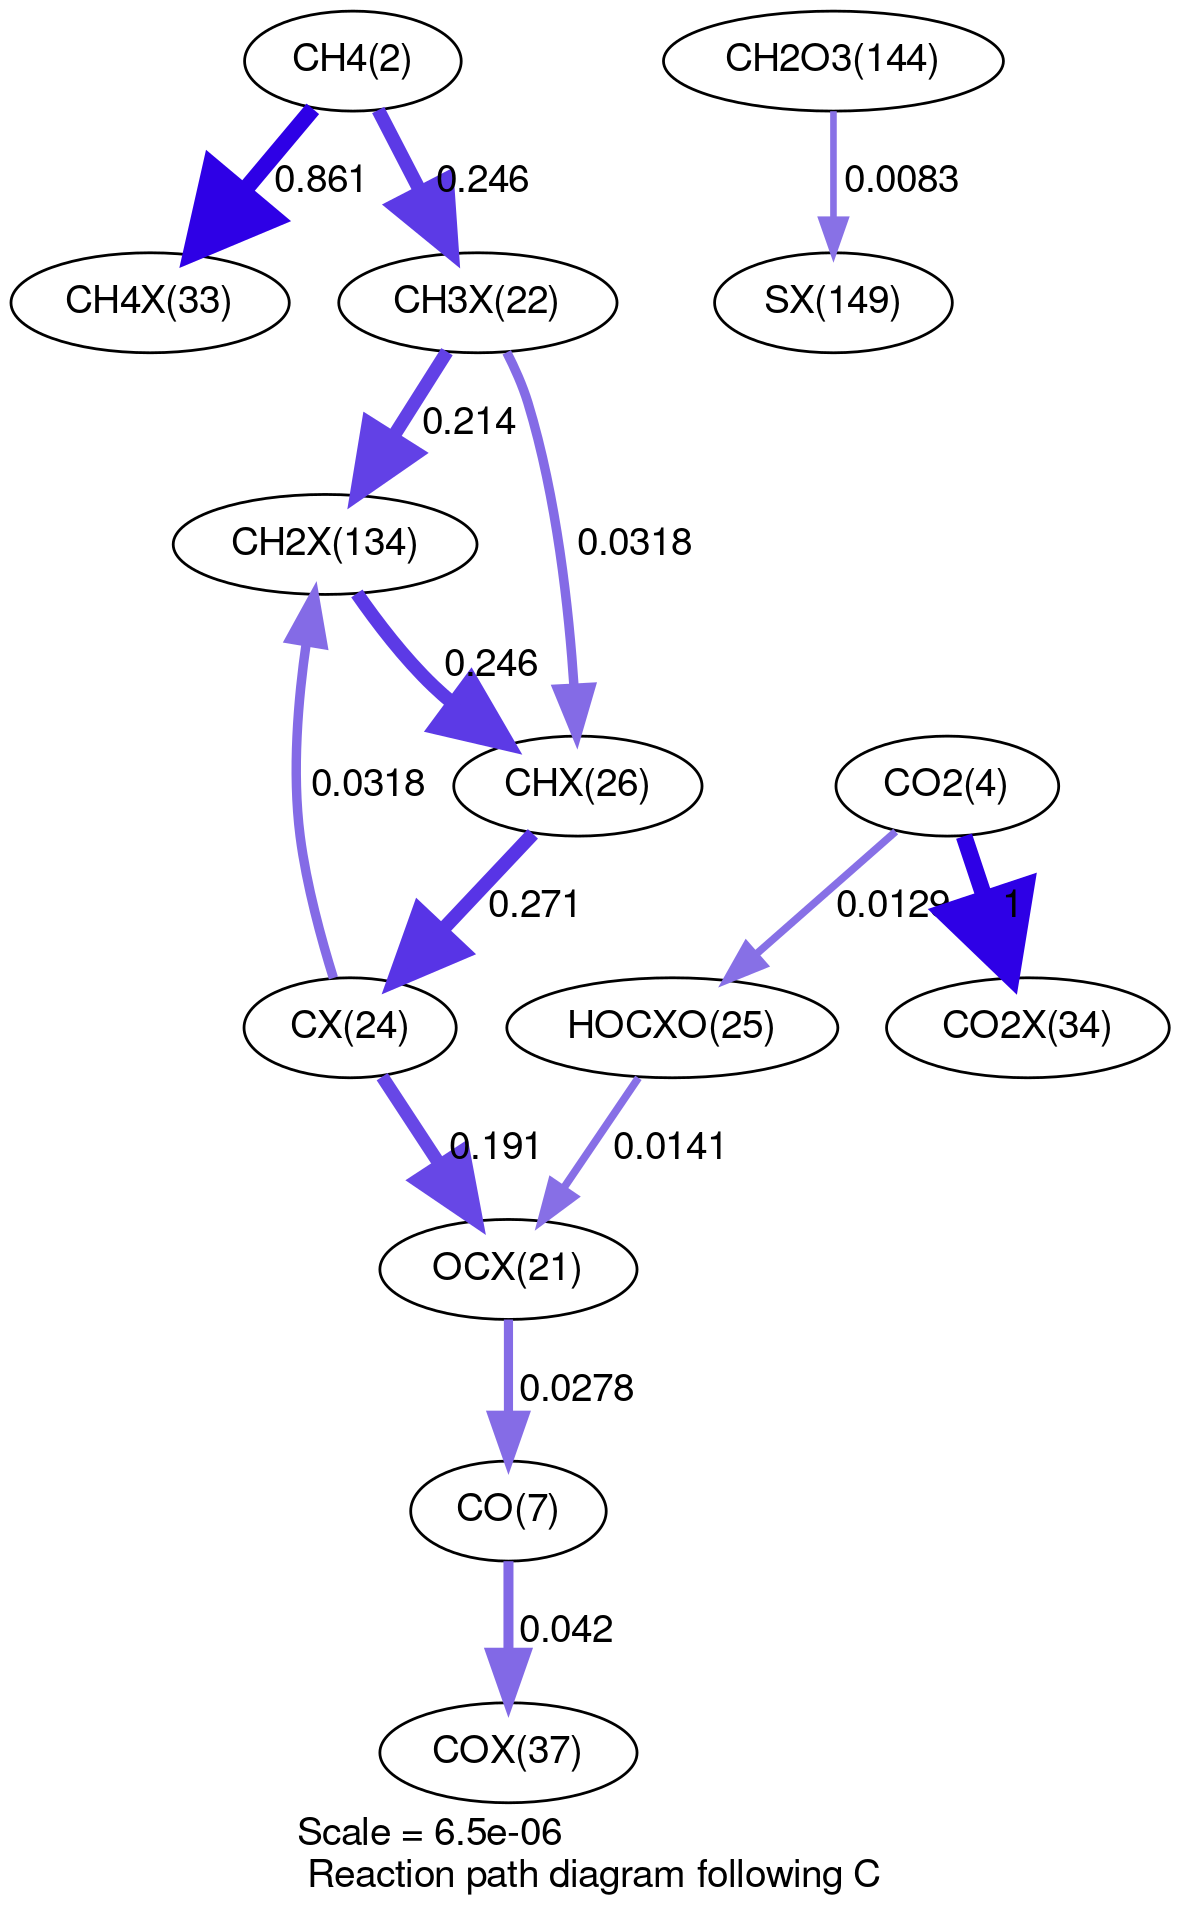 CH4(2)
CH2O3(144)
0.861
0.246
0.0083
CH4X(33)
CH3X(22)
SX(149)
0.214
CH2X(134)
0.0318
0.246
0.0318
CHX(26)
CO2(4)
0.271
0.0129
1
CX(24)
HOCXO(25)
CO2X(34)
0.191
0.0141
OCX(21)
0.0278
CO(7)
0.042
COX(37)
Scale = 6.5e-06
Reaction path diagram following C